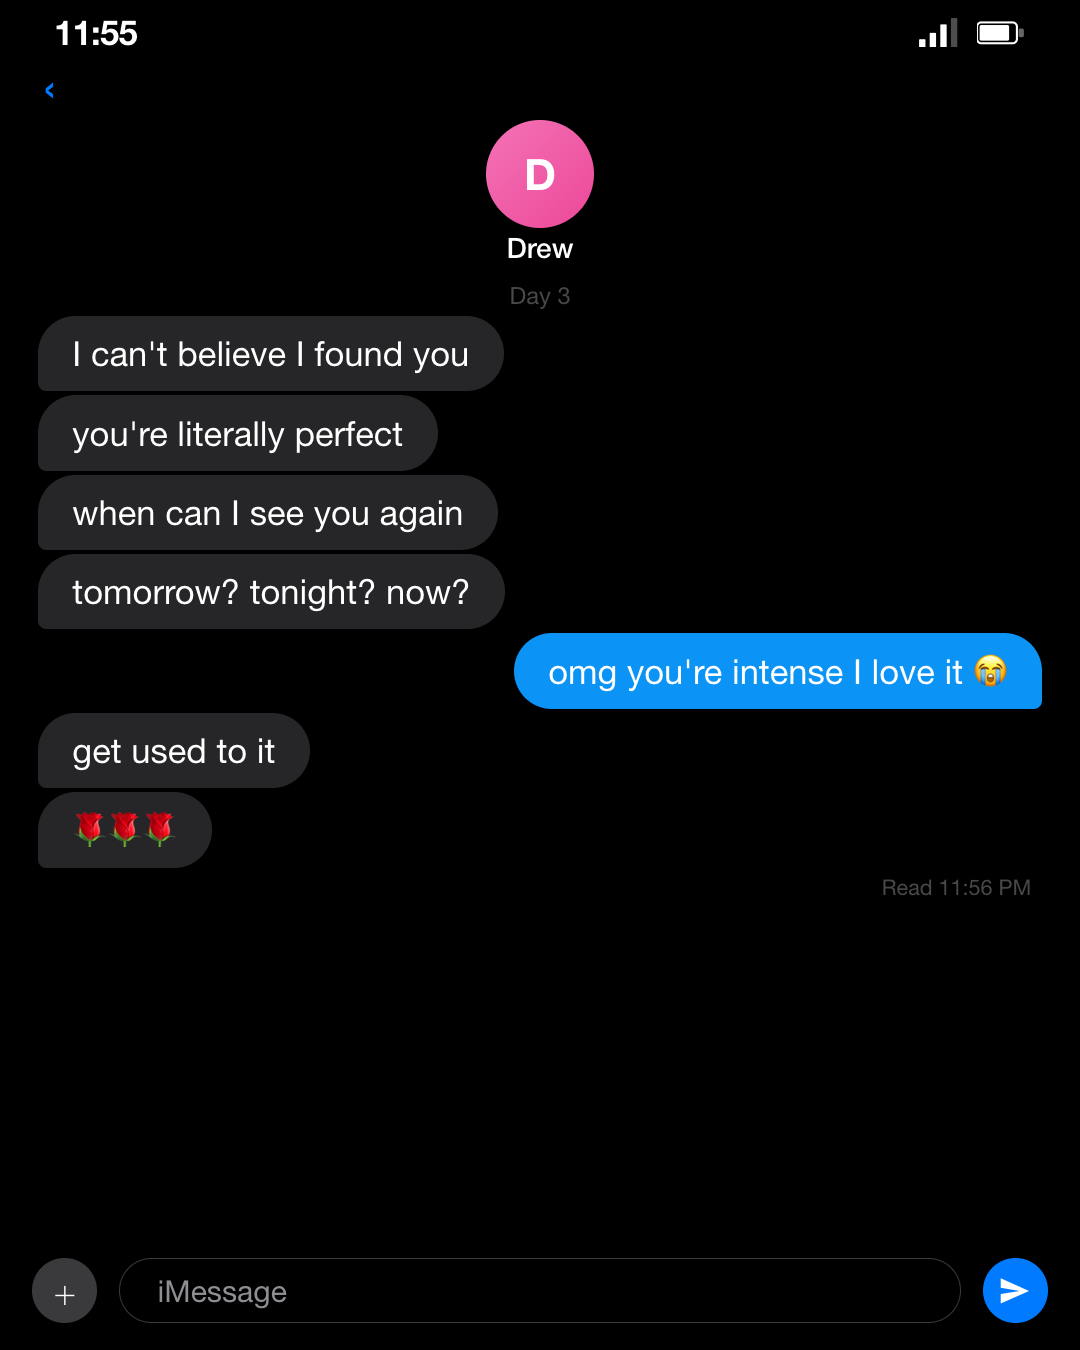 11:55
D
Drew
Day 3
I can't believe I found you
you're literally perfect
when can I see you again
tomorrow? tonight? now?
omg you're intense I love it 😭
get used to it
🌹🌹🌹
Read 11:56 PM
+
iMessage